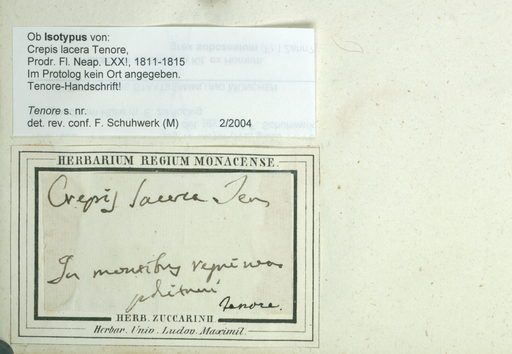 Ob Isotypus von:
Crepis lacera Tenore,
Prodr. Fl. Neap. LXX!, 1811-1815
Im Protolog kein Ort angegeben.
Tenore-Handschrift!
Tenore s. nr.
det. rev. conf. F. Schuhwerk (M) 2/2004
HERBARIUM REGIUM MONACENSE.
Crepis lacera Ten
In montibus
Tenore.
HERB. ZUCCARINII
Herbar. Univ. Ludov. Maximil.